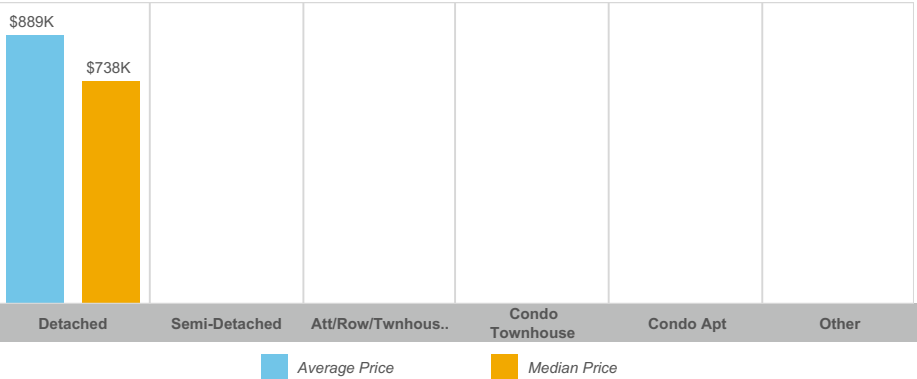 $889K
$738K
Detached
Semi-Detached
Att/Row/Twnhous..
Condo
Townhouse
Condo Apt
Other
Average Price
Median Price